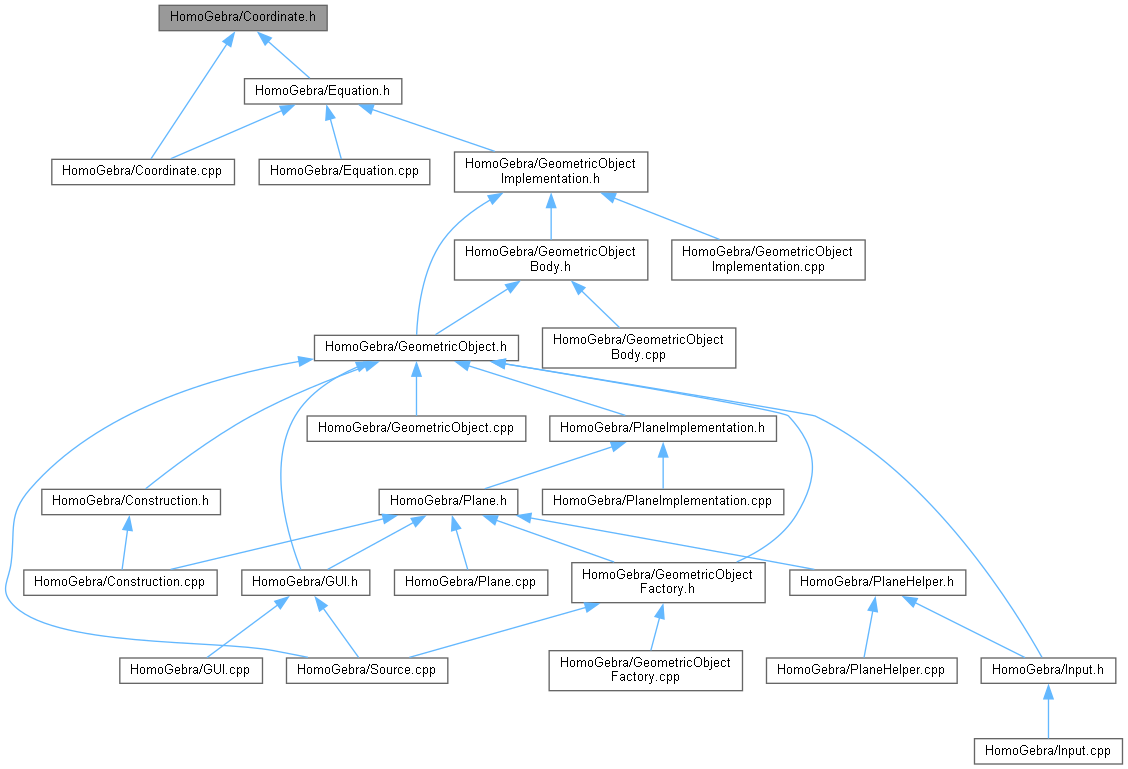 HomoGebra/Coordinate.h
HomoGebra/Equation.h
HomoGebra/Coordinate.cpp
HomoGebra/Equation.cpp
HomoGebra/GeometricObject
Implementation.h
HomoGebra/GeometricObject
Body.h
HomoGebra/GeometricObject
Implementation.cpp
HomoGebra/GeometricObject.h
HomoGebra/GeometricObject
Body.cpp
HomoGebra/GeometricObject.cpp
HomoGebra/PlaneImplementation.h
HomoGebra/Construction.h
HomoGebra/Plane.h
HomoGebra/PlaneImplementation.cpp
HomoGebra/Construction.cpp
HomoGebra/GUI.h
HomoGebra/Plane.cpp
HomoGebra/GeometricObject
Factory.h
HomoGebra/PlaneHelper.h
HomoGebra/GUI.cpp
HomoGebra/Source.cpp
HomoGebra/GeometricObject
Factory.cpp
HomoGebra/PlaneHelper.cpp
HomoGebra/Input.h
HomoGebra/Input.cpp